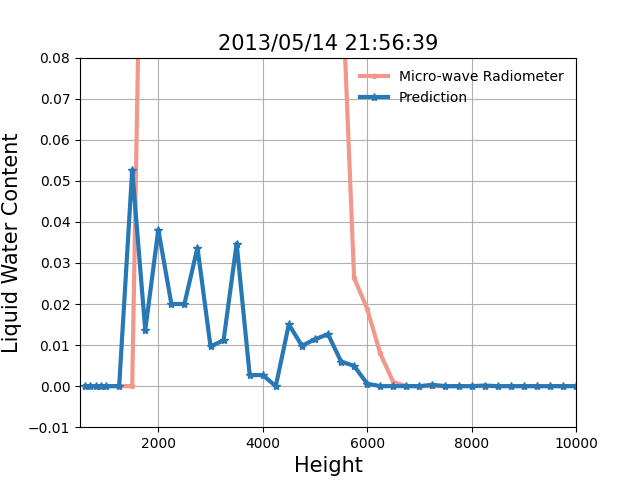 2013/05/14 21:56:39
Micro-wave Radiometer
Prediction
Liquid Water Content
0.08
0.07
0.06
0.05
0.04
0.03
0.02
0.01
0.00
−0.01
2000 4000 6000 8000 10000
Height